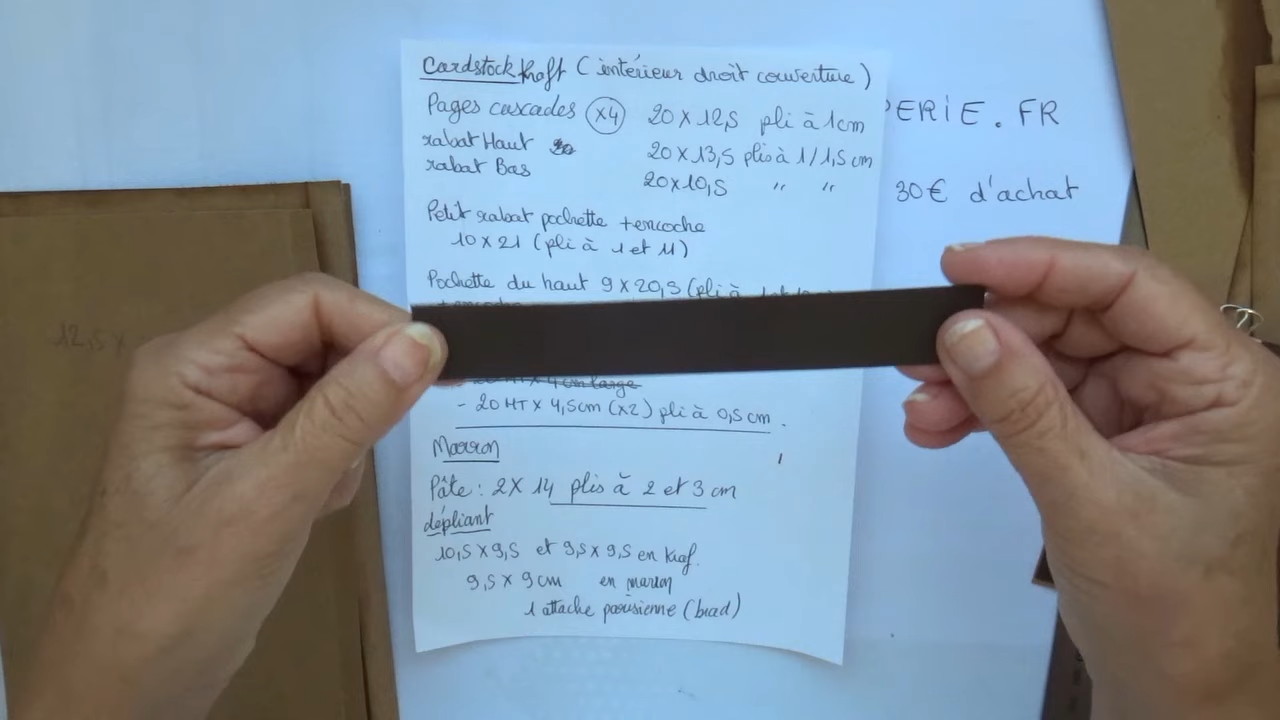 Cardstock kraft (intérieur droit couverture)
Pages cascades x4 20 x 12,5 pli à 1cm
rabat Haut 20 x 13,5 plis à 1/1,5 cm
rabat Bas 20 x 10,5 " "
Petit rabat pochette + encoche
10 x 21 (pli à 1 et 11)
Pochette du haut 9 x 20,5 (pli à
- 20 HT x 4,5cm (x2) pli à 0,5 cm.
Marron
Pâte : 2 x 14 plis à 2 et 3 cm
dépliant
10,5 x 9,5 et 9,5 x 9,5 en kraf.
9,5 x 9 cm en marron
1 attache parisienne (brad)
PERiE.FR
30€ d'achat
12,5 x